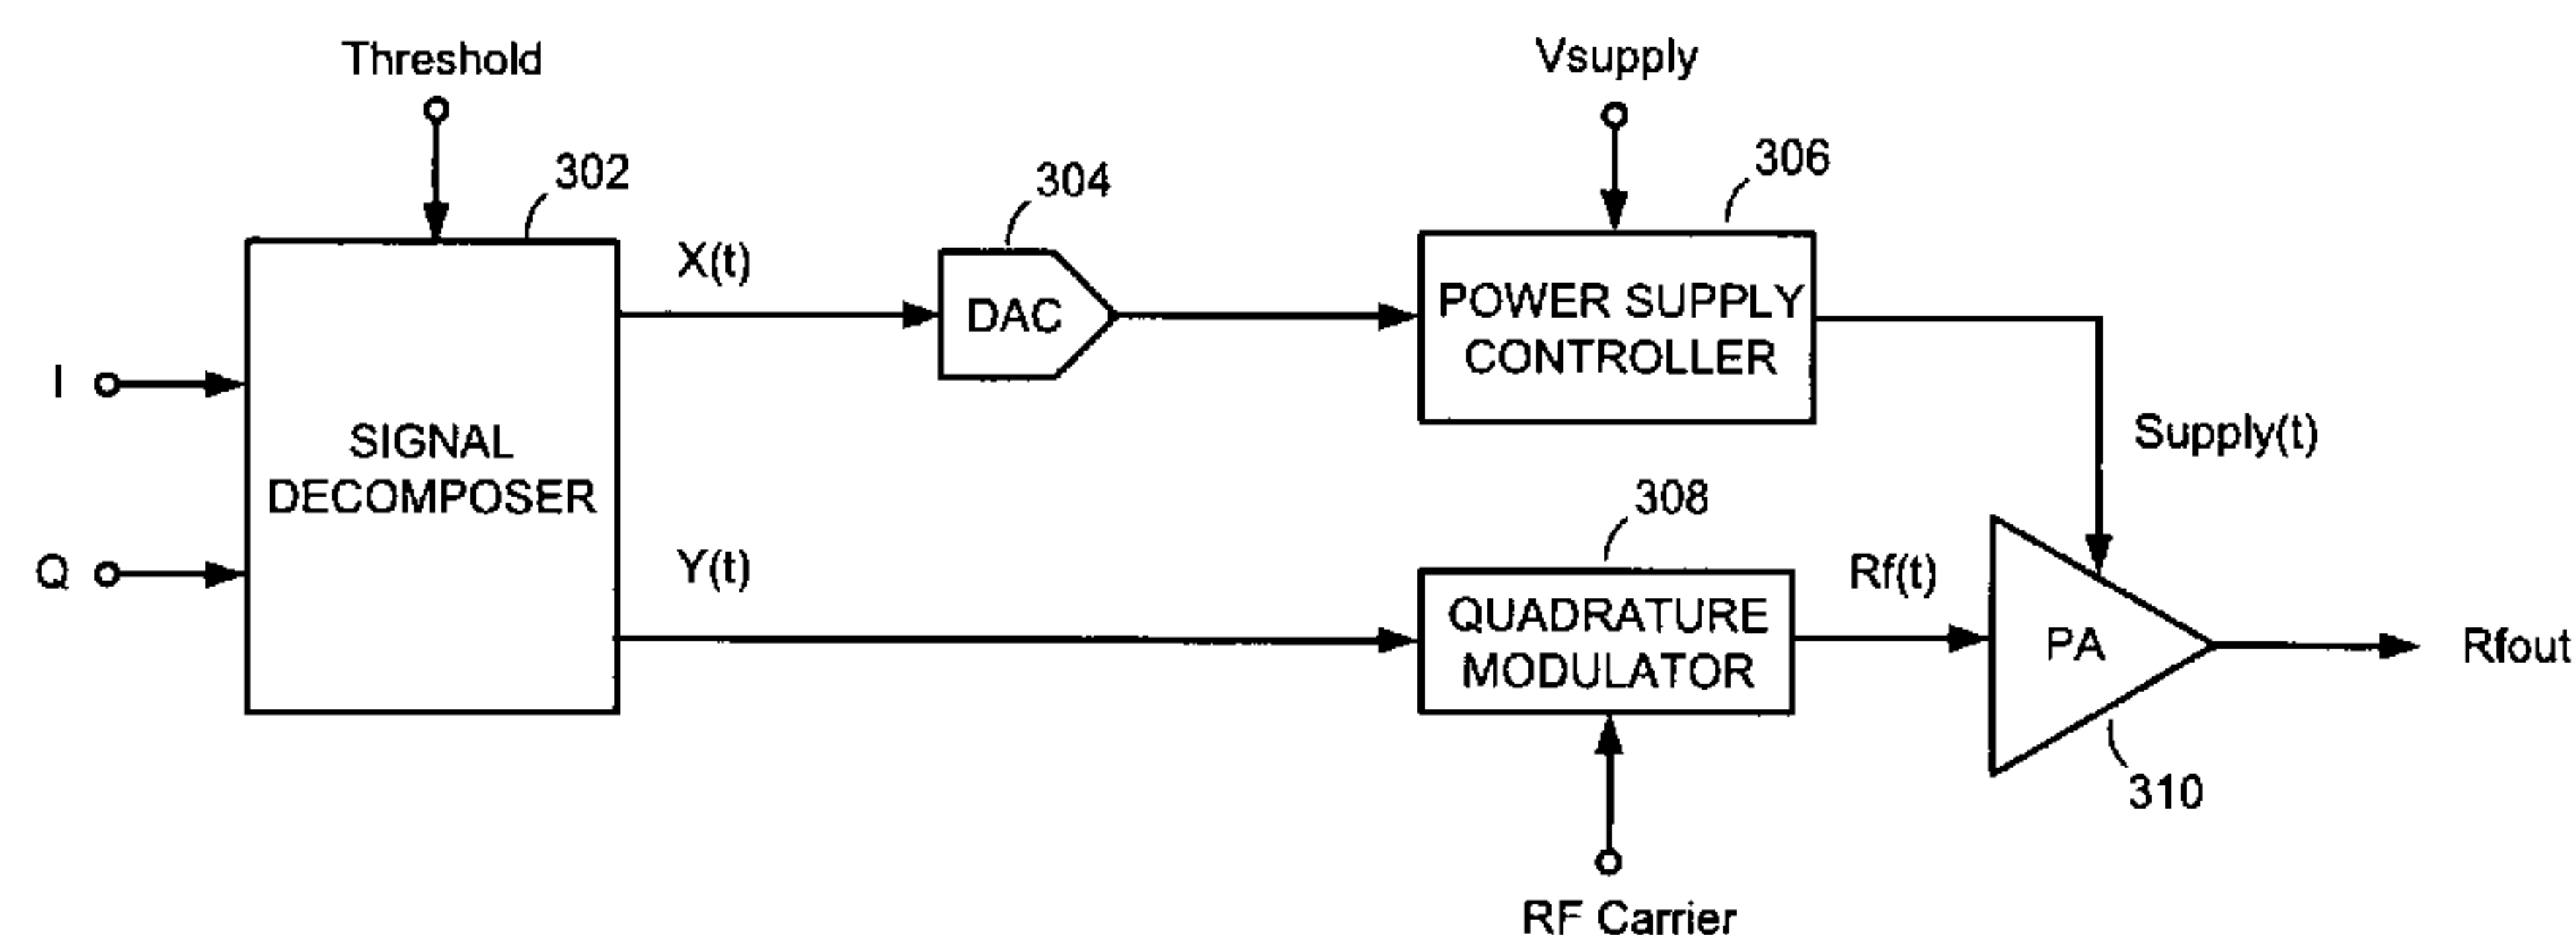 Threshold
Vsupply
302
304
306
X(t)
DAC
POWER SUPPLY
CONTROLLER
I
SIGNAL
DECOMPOSER
Supply(t)
308
Q
Y(t)
QUADRATURE
MODULATOR
Rf(t)
PA
Rfout
310
RF Carrier